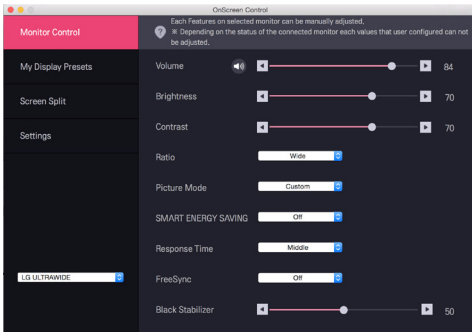 OnScreen Control
Monitor Control
Each Features on selected monitor can be manually adjusted.
※ Depending on the status of the connected monitor each values that user configured can not
be adjusted.
My Display Presets
Screen Split
Settings
LG ULTRAWIDE
Volume 84
Brightness 70
Contrast 70
Ratio Wide
Picture Mode Custom
SMART ENERGY SAVING Off
Response Time Middle
FreeSync Off
Black Stabilizer 50